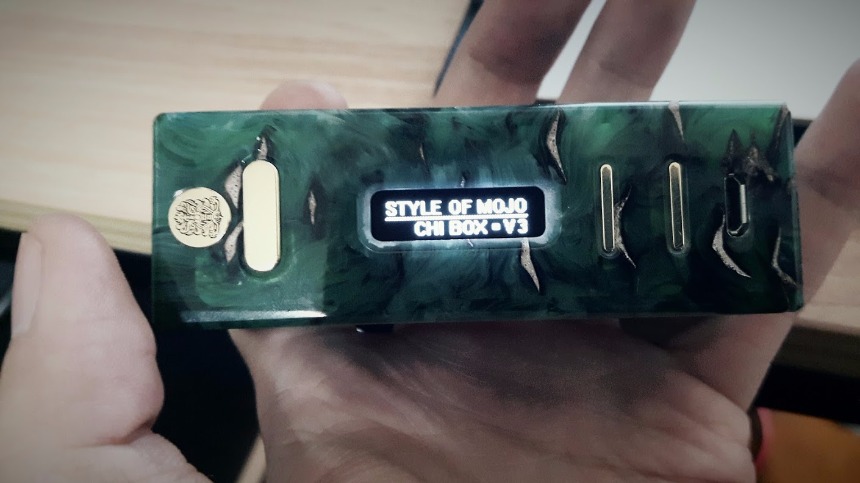 STYLE OF MOJO
CHI BOX - V3